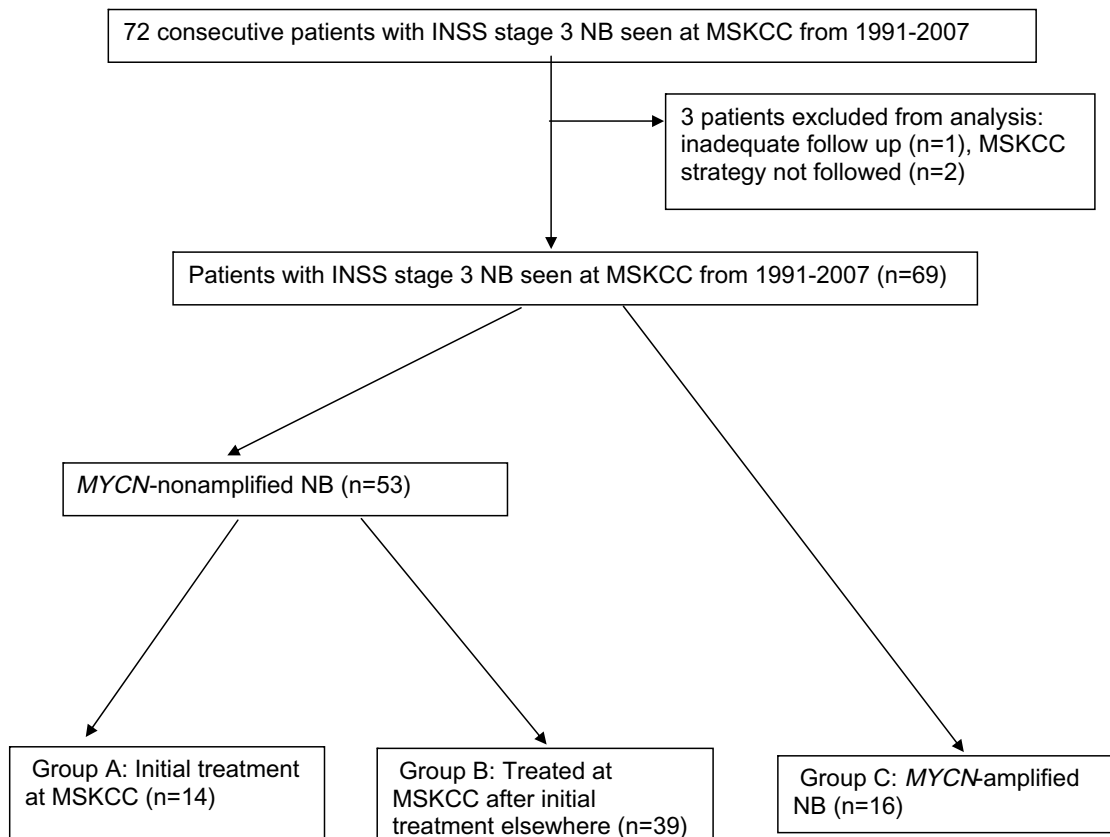 72 consecutive patients with INSS stage 3 NB seen at MSKCC from 1991-2007
3 patients excluded from analysis:
inadequate follow up (n=1), MSKCC
strategy not followed (n=2)
Patients with INSS stage 3 NB seen at MSKCC from 1991-2007 (n=69)
MYCN-nonamplified NB (n=53)
Group A: Initial treatment
at MSKCC (n=14)
Group B: Treated at
MSKCC after initial
treatment elsewhere (n=39)
Group C: MYCN-amplified
NB (n=16)